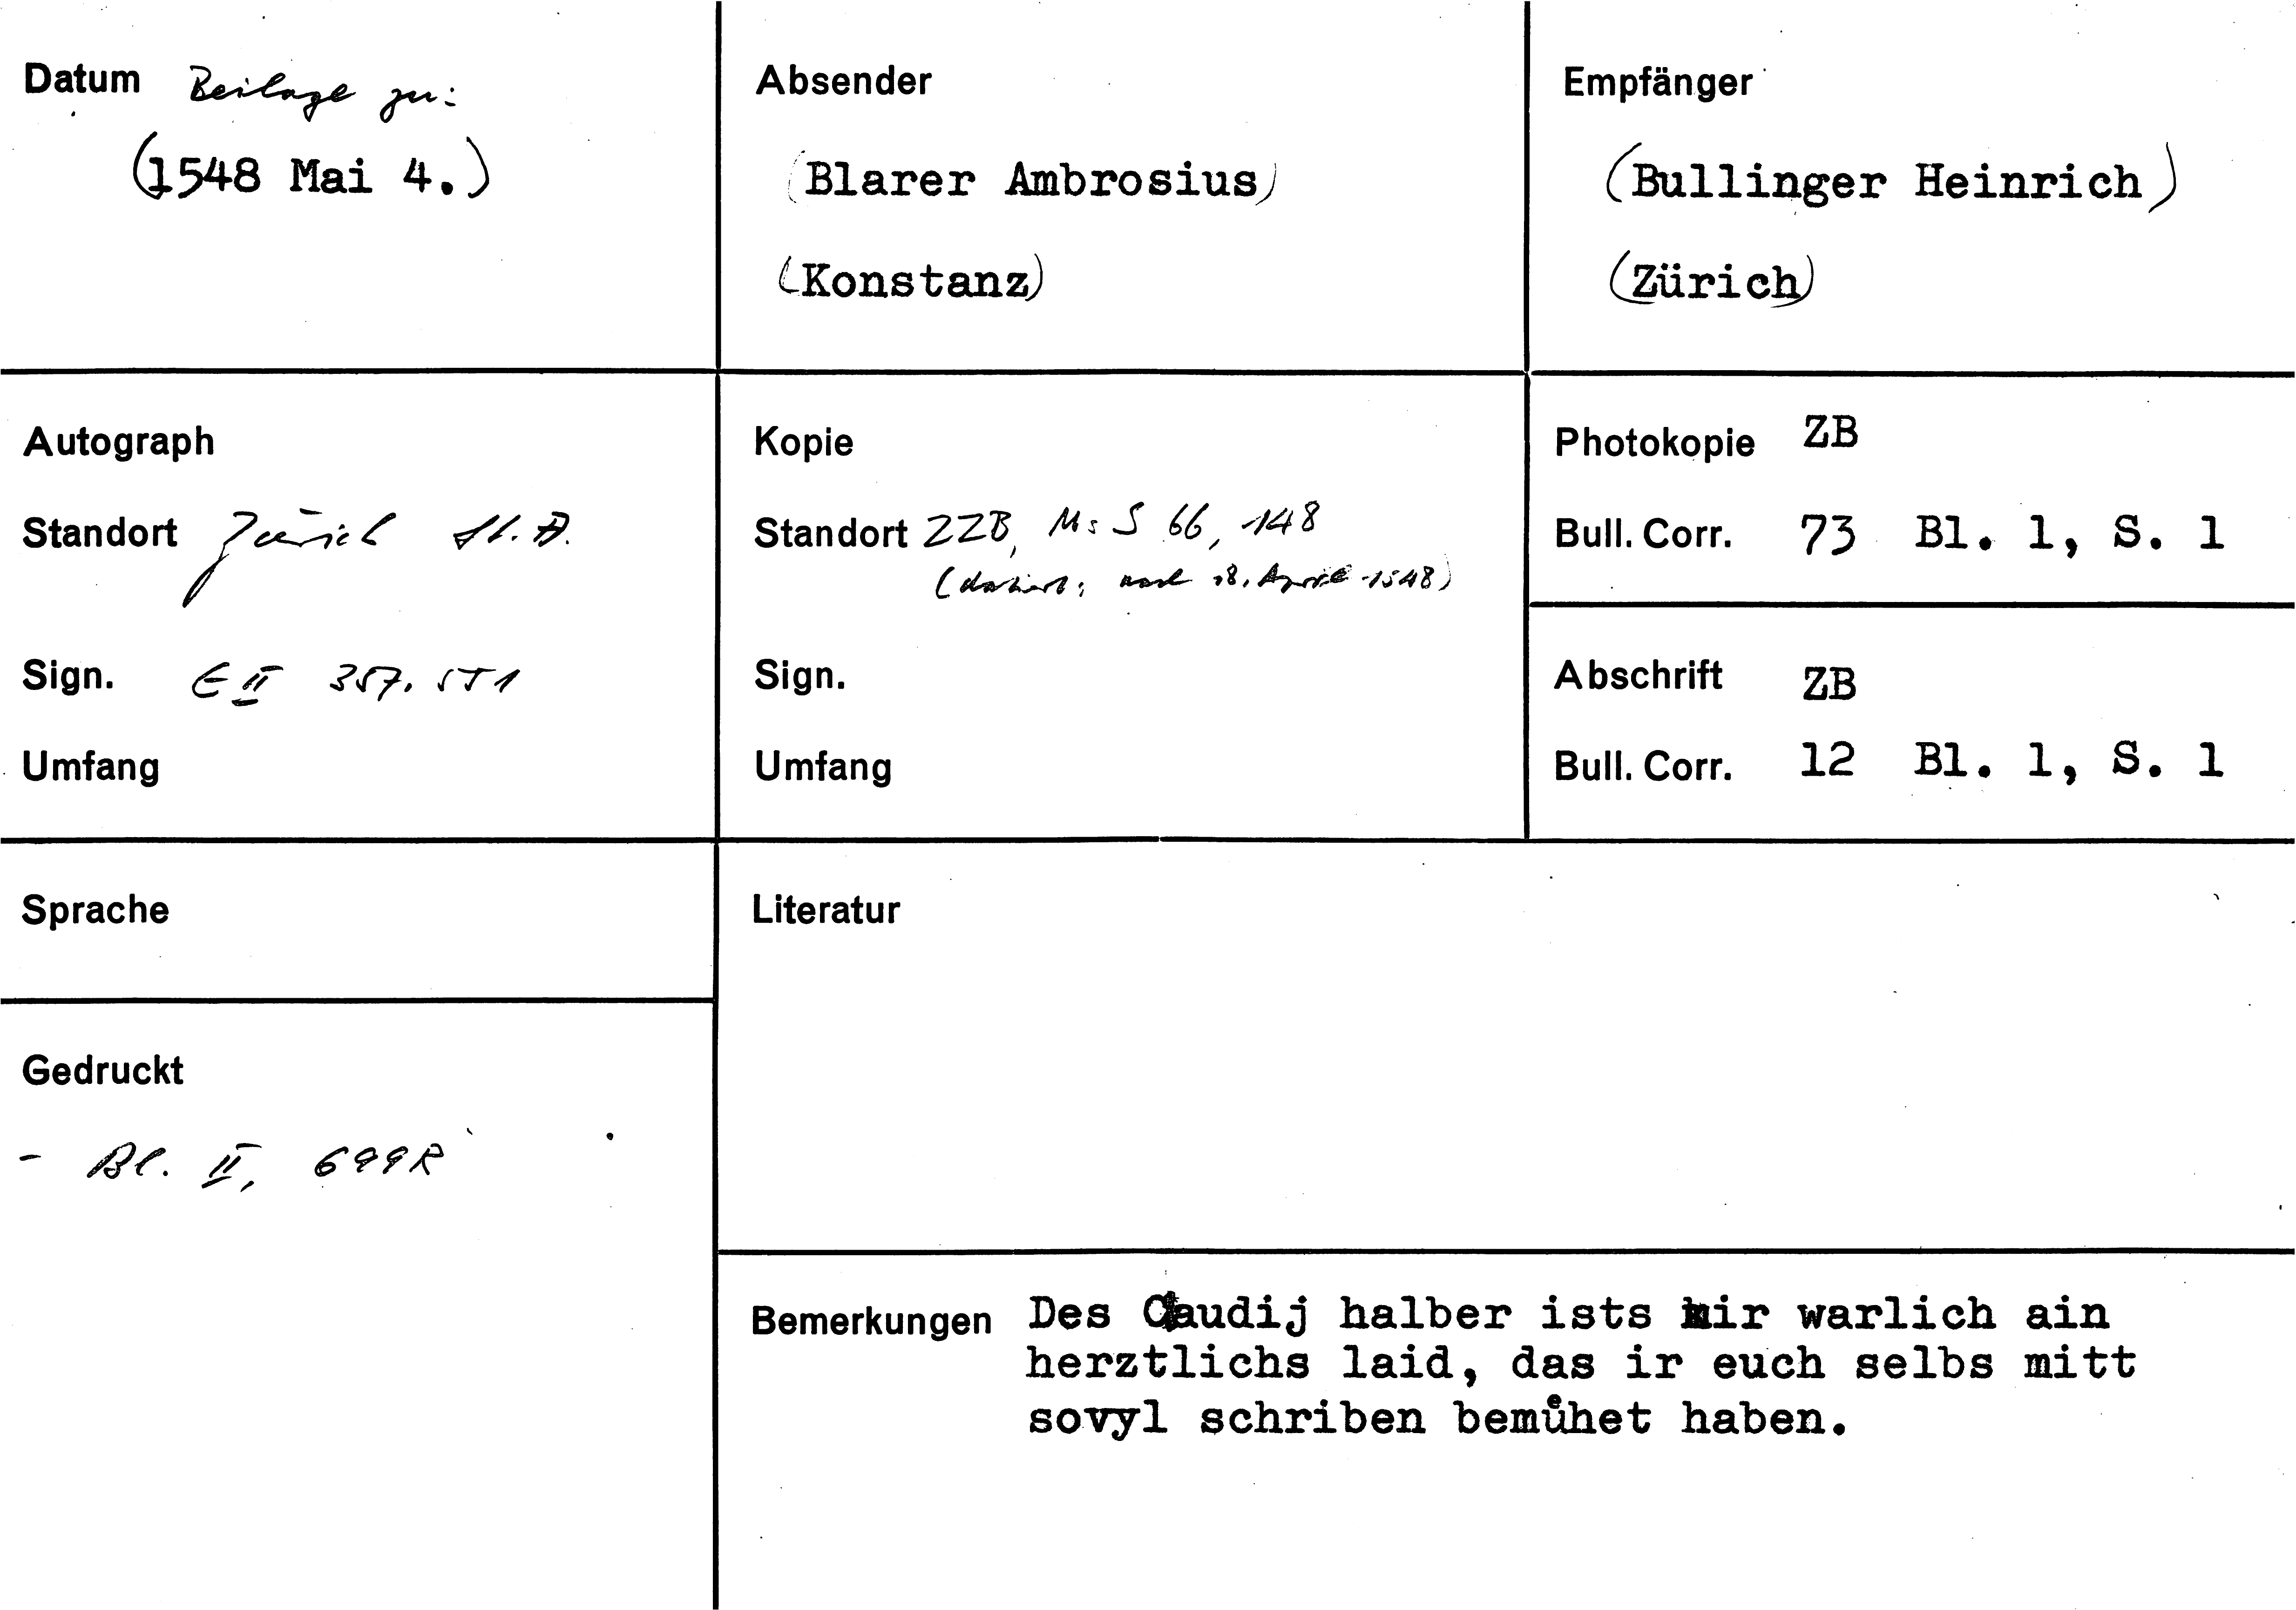 Datum Beilage zu:
(1548 Mai 4.)
Absender
(Blarer Ambrosius)
(Konstanz)
Empfänger
(Bullinger Heinrich)
(Zürich)
Autograph
Standort Zürich St. A.
Sign. E II 357, 551
Umfang
Kopie
Standort ZZB, Ms S 66, 148
(datiert: nach 18. April 1548)
Sign.
Umfang
Photokopie ZB
Bull. Corr. 73 Bl. 1, S. 1
Abschrift ZB
Bull. Corr. 12 Bl. 1, S. 1
Sprache
Gedruckt
- Bl. II, 699R
Literatur
Bemerkungen Des Claudij halber ists mir warlich ain
herztlichs laid, das ir euch selbs mitt
sovyl schriben bemůͤhet haben.